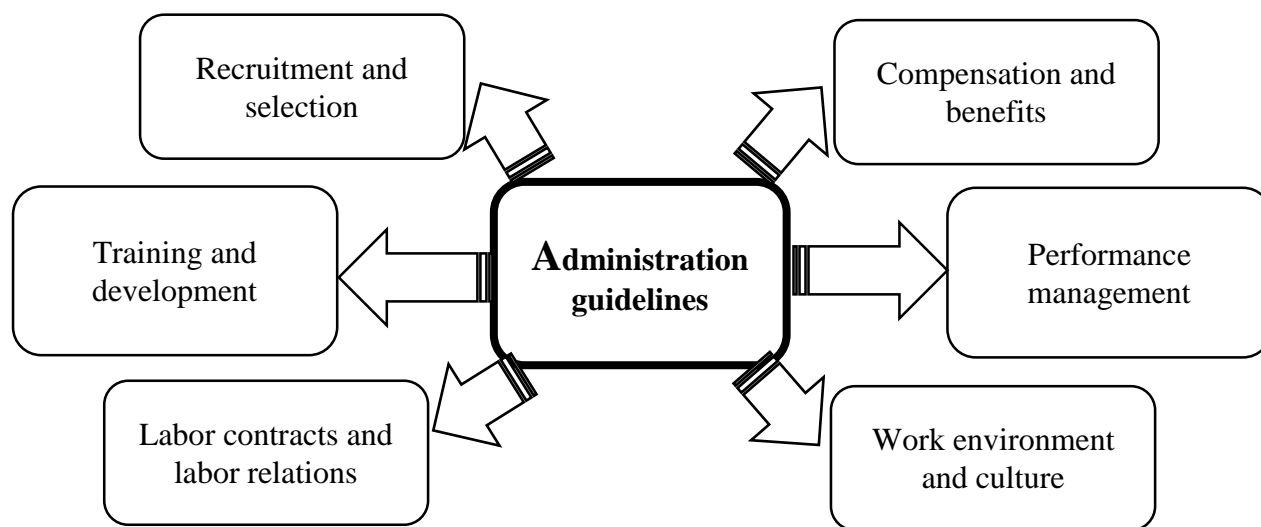 Recruitment and
selection
Compensation and
benefits
Training and
development
Administration
guidelines
Performance
management
Labor contracts and
labor relations
Work environment
and culture